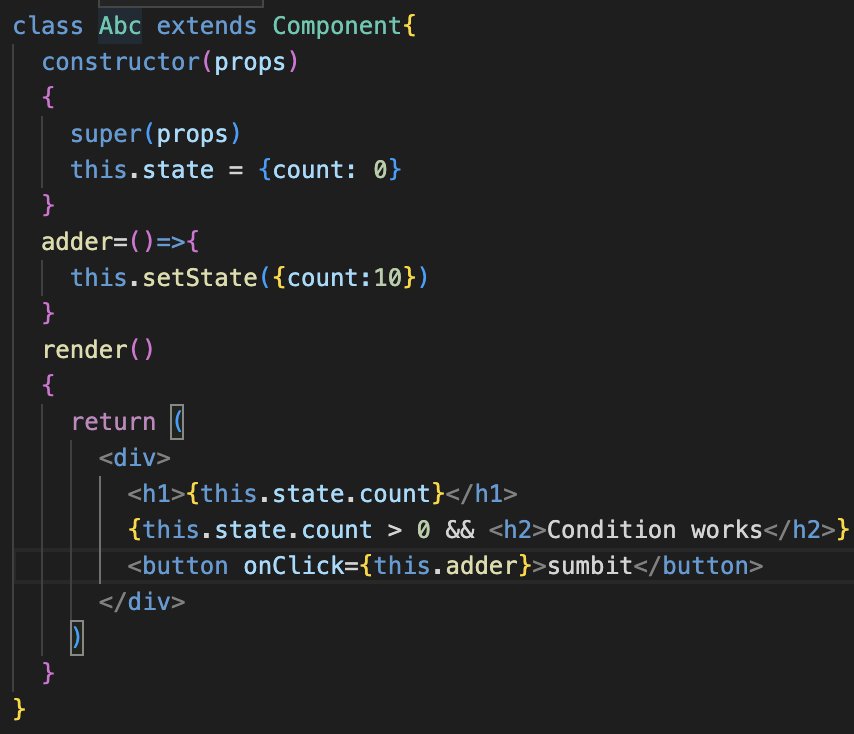 class Abc extends Component{
constructor(props)
{
super(props)
this.state = {count: 0}
}
adder=()=>{
this.setState({count:10})
}
render()
{
return (
<div>
<h1>{this.state.count}</h1>
{this.state.count > 0 && <h2>Condition works</h2>}
<button onClick={this.adder}>sumbit</button>
</div>
)
}
}